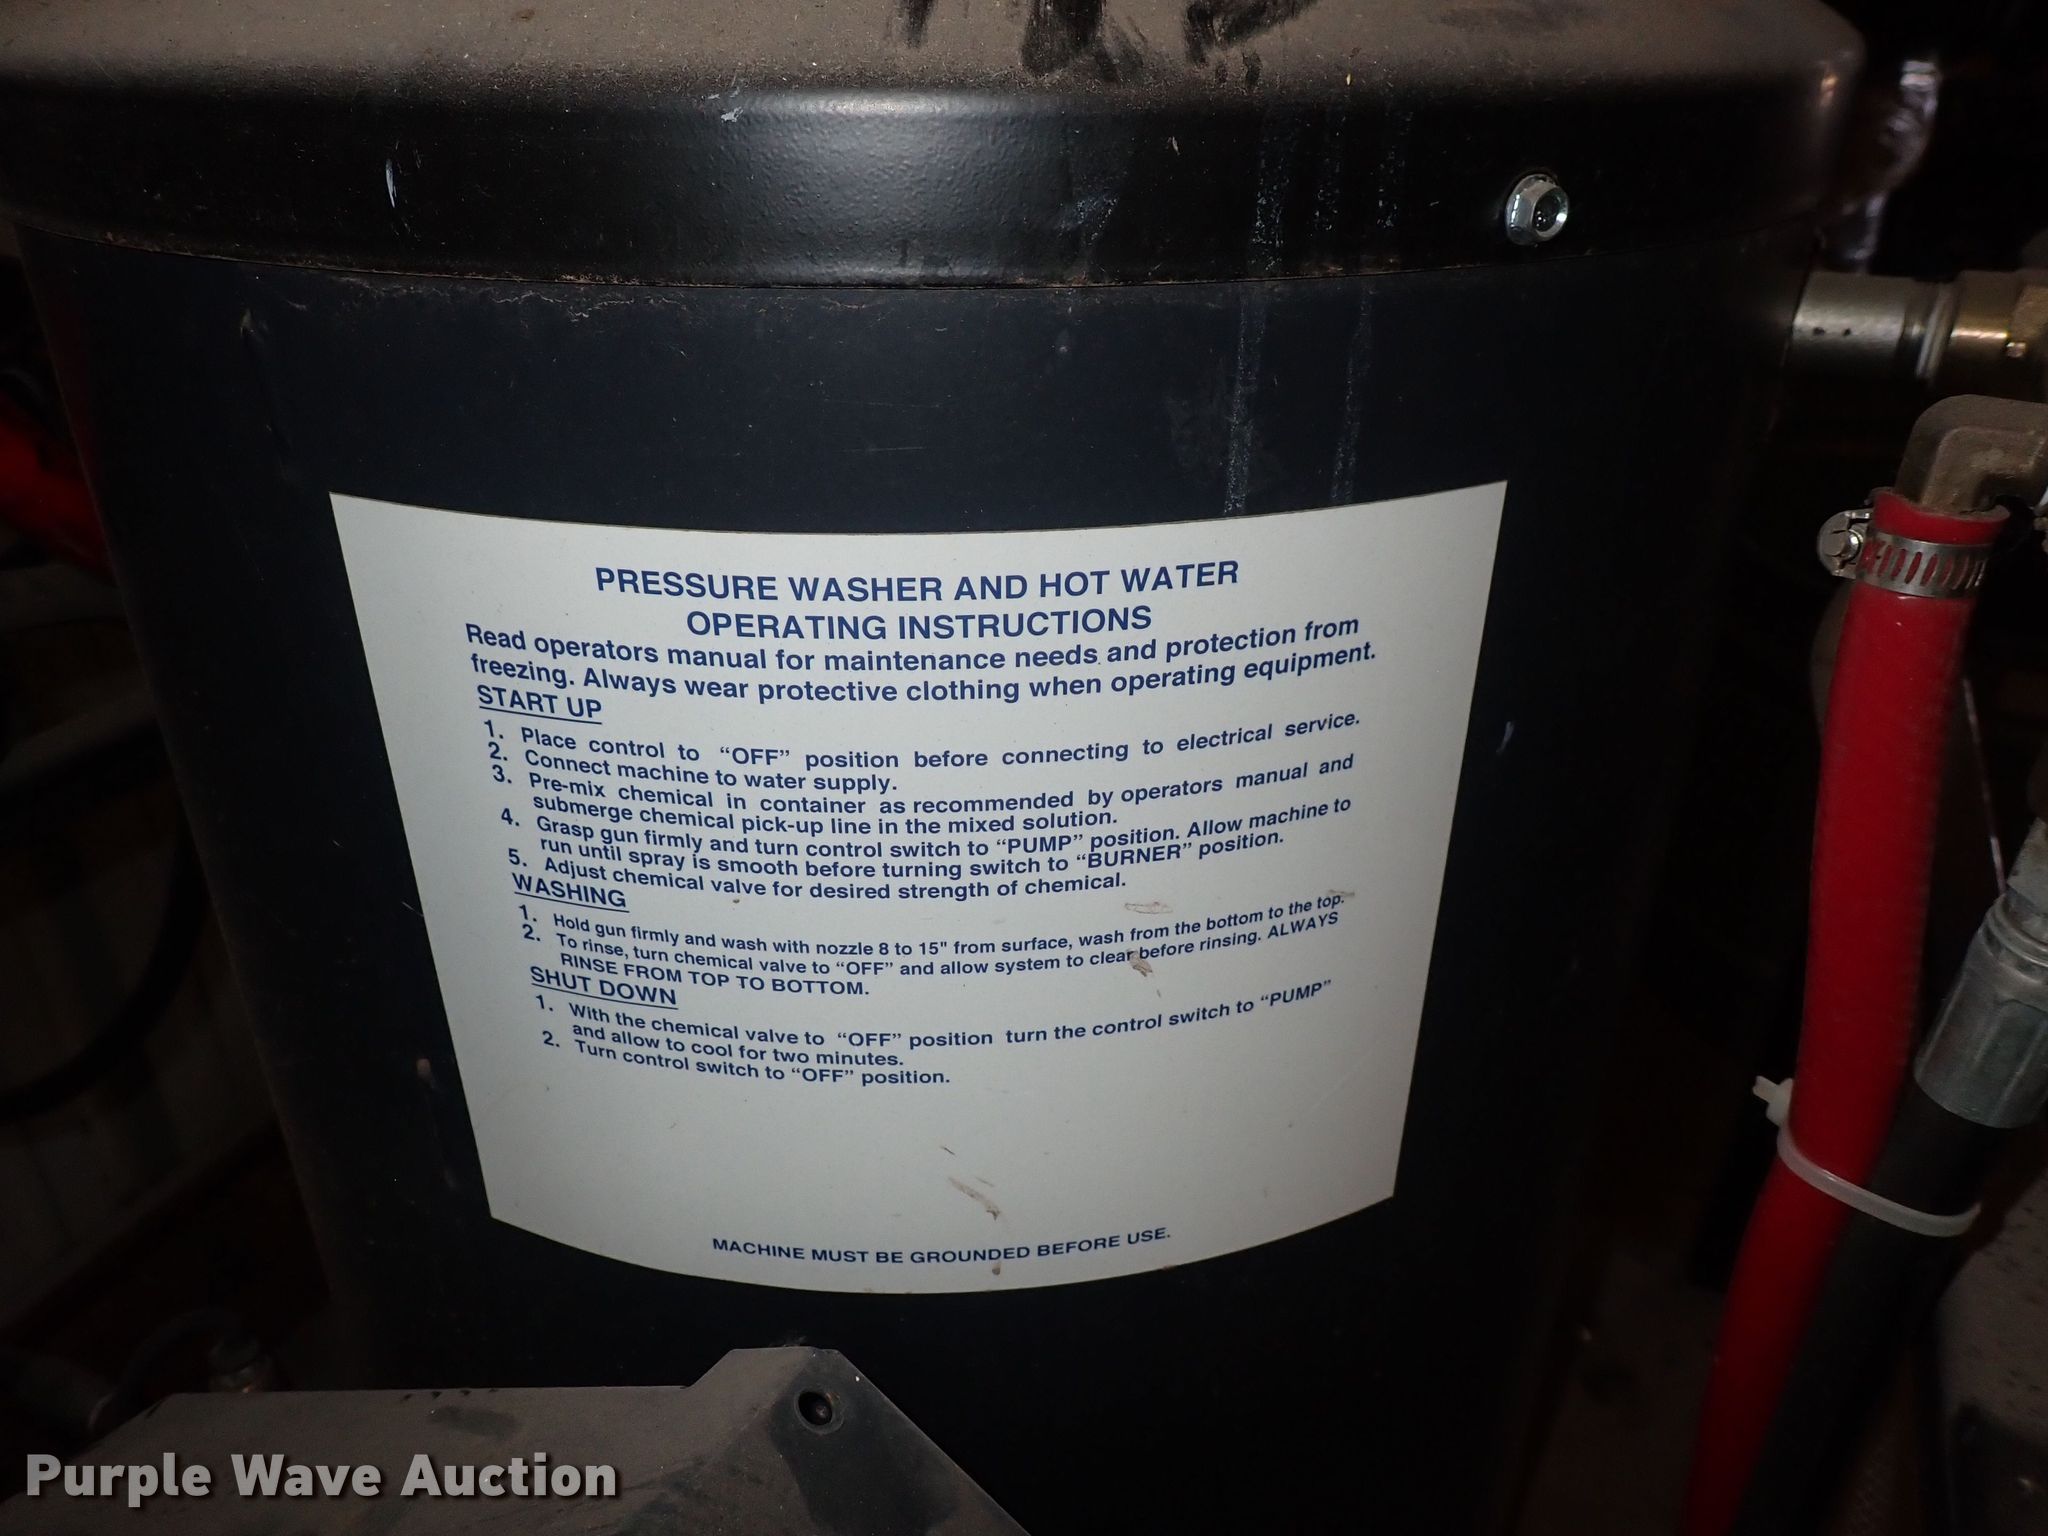 PRESSURE WASHER AND HOT WATER
OPERATING INSTRUCTIONS
Read operators manual for maintenance needs and protection from
freezing. Always wear protective clothing when operating equipment.
START UP
1. Place control to “OFF” position before connecting to electrical service.
2. Connect machine to water supply.
3. Pre-mix chemical in container as recommended by operators manual and
submerge chemical pick-up line in the mixed solution.
4. Grasp gun firmly and turn control switch to “PUMP” position. Allow machine to
run until spray is smooth before turning switch to “BURNER” position.
5. Adjust chemical valve for desired strength of chemical.
WASHING
1. Hold gun firmly and wash with nozzle 8 to 15" from surface, wash from the bottom to the top.
2. To rinse, turn chemical valve to “OFF” and allow system to clear before rinsing. ALWAYS
RINSE FROM TOP TO BOTTOM.
SHUT DOWN
1. With the chemical valve to “OFF” position turn the control switch to “PUMP”
and allow to cool for two minutes.
2. Turn control switch to “OFF” position.
MACHINE MUST BE GROUNDED BEFORE USE.
Purple Wave Auction